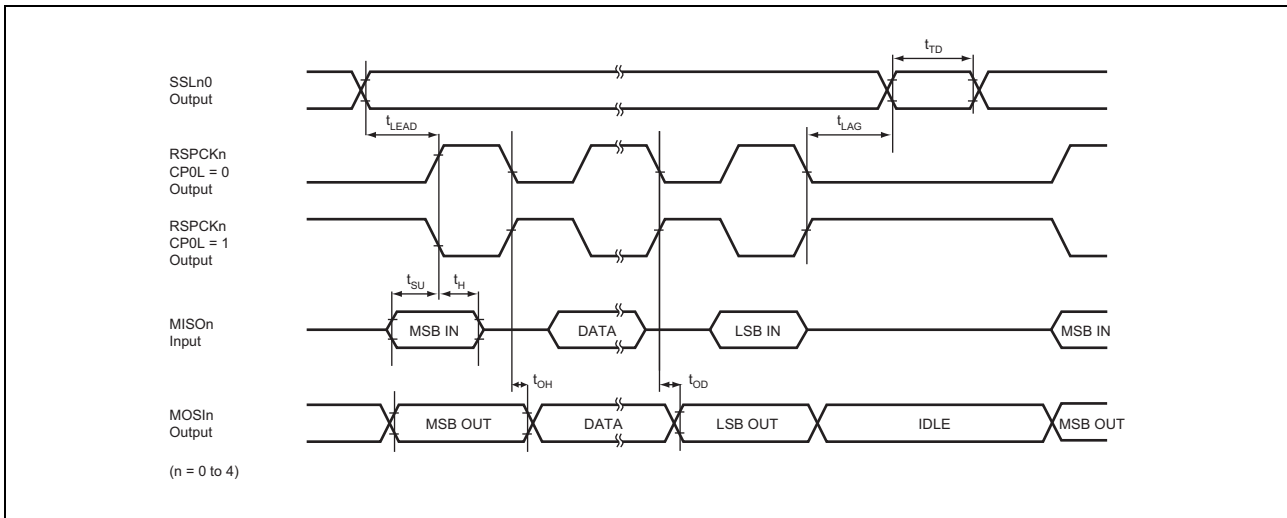 SSLn0
Output
tTD
tLEAD
tLAG
RSPCKn
CP0L = 0
Output
RSPCKn
CP0L = 1
Output
tSU
tH
MISOn
Input
MSB IN
DATA
LSB IN
MSB IN
tOH
tOD
MOSIn
Output
MSB OUT
DATA
LSB OUT
IDLE
MSB OUT
(n = 0 to 4)